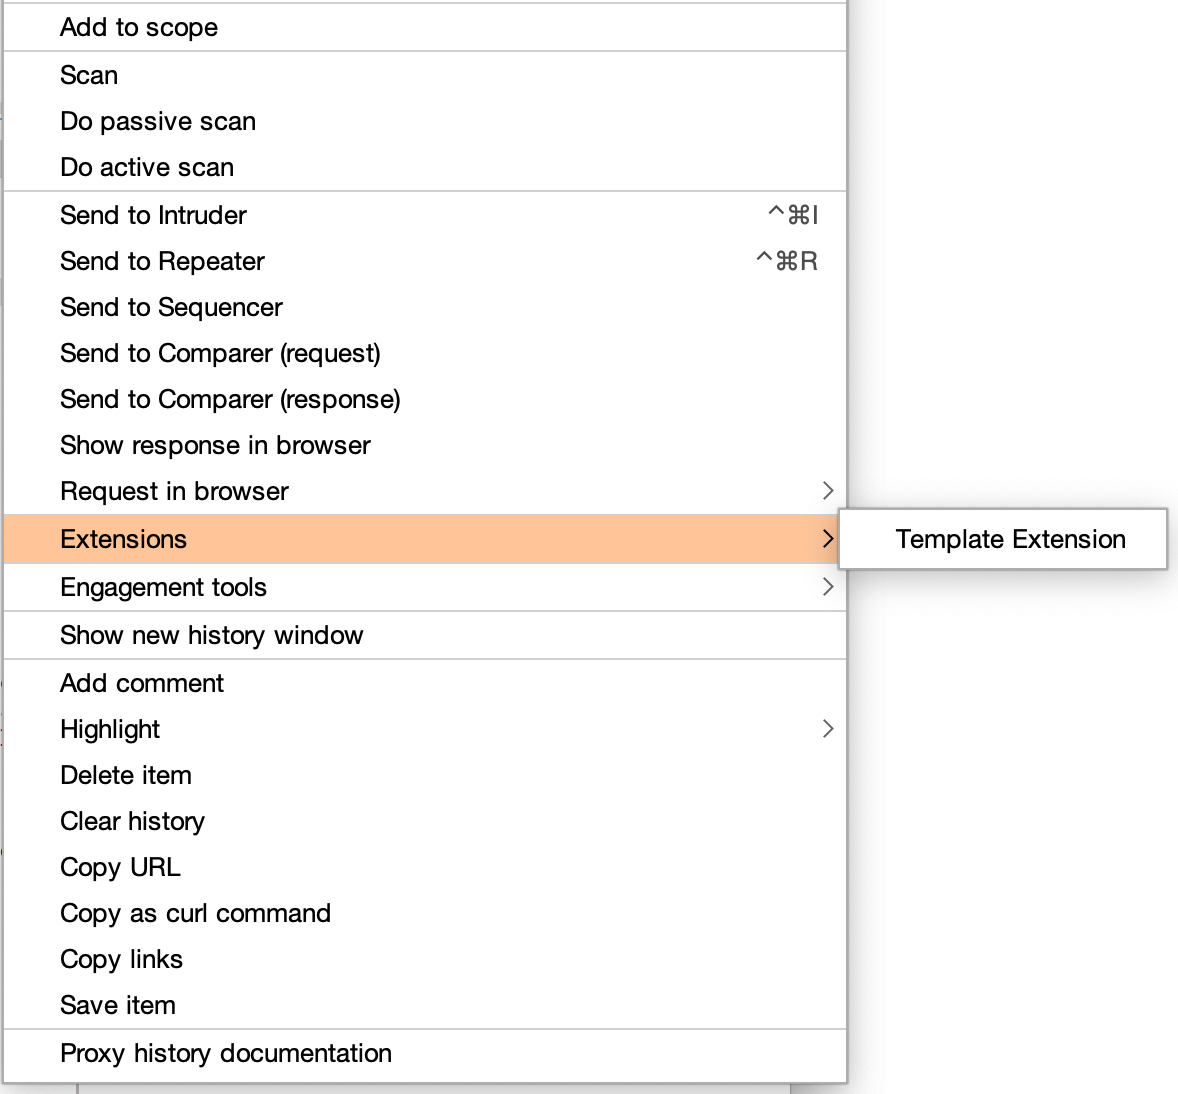 Add to scope
Scan
Do passive scan
Do active scan
Send to Intruder ^⌘I
Send to Repeater ^⌘R
Send to Sequencer
Send to Comparer (request)
Send to Comparer (response)
Show response in browser
Request in browser
Extensions
Template Extension
Engagement tools
Show new history window
Add comment
Highlight
Delete item
Clear history
Copy URL
Copy as curl command
Copy links
Save item
Proxy history documentation